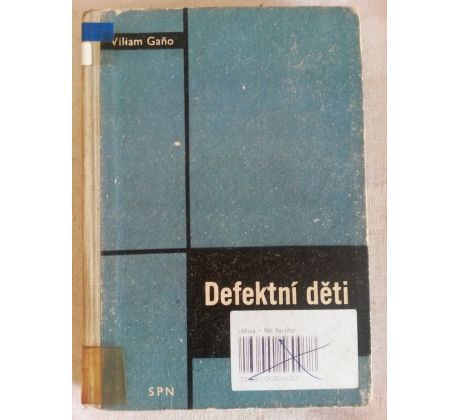 Viliam Gaňo
Defektní děti
SPN